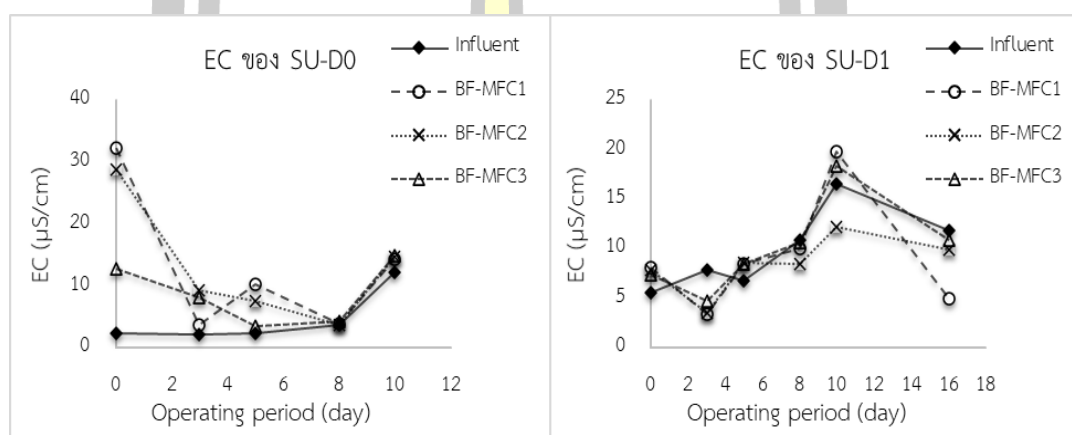 EC ของ SU-D0
Influent
BF-MFC1
BF-MFC2
BF-MFC3
40
30
20
10
0
EC (µS/cm)
0 2 4 6 8 10 12
Operating period (day)
EC ของ SU-D1
Influent
BF-MFC1
BF-MFC2
BF-MFC3
25
20
15
10
5
0
EC (µS/cm)
0 2 4 6 8 10 12 14 16 18
Operating period (day)